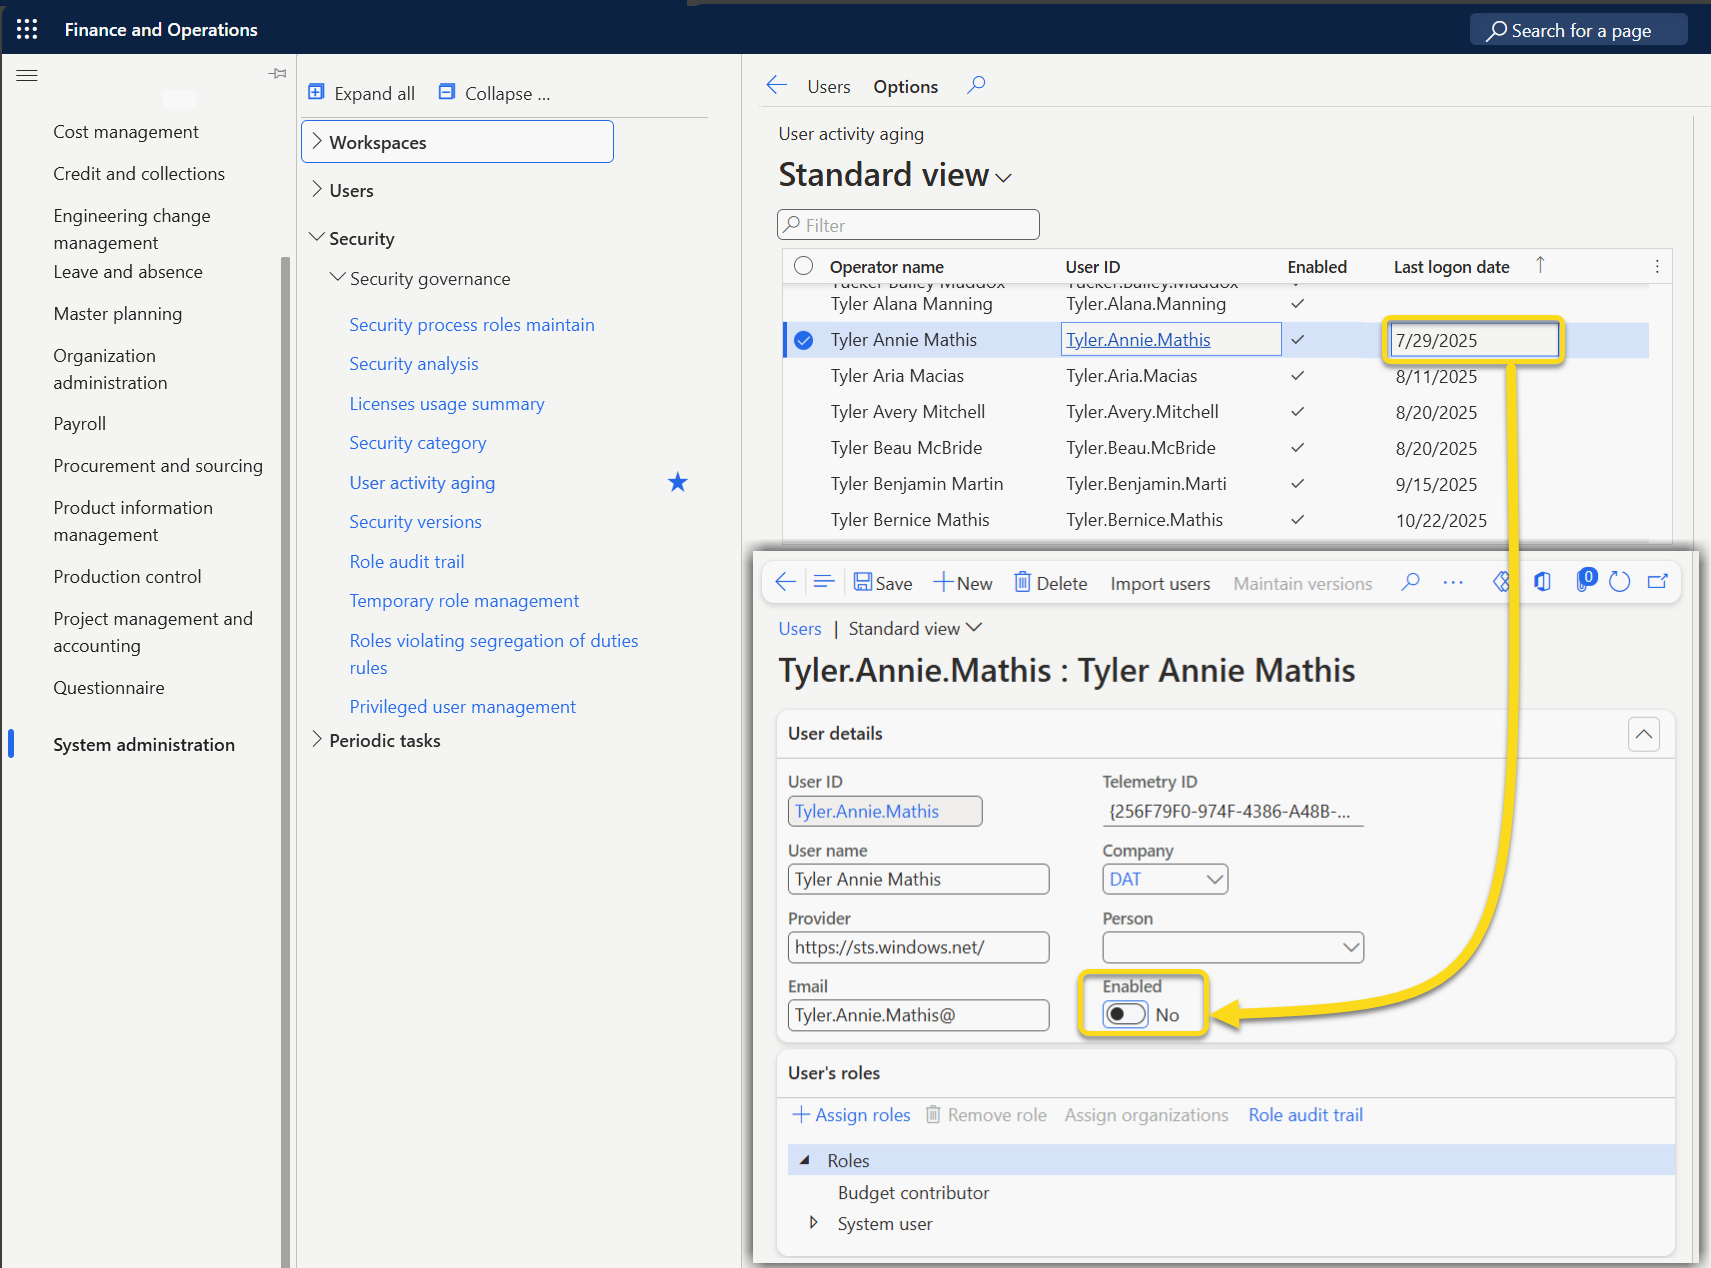 Finance and Operations
Search for a page
Cost management
Credit and collections
Engineering change
management
Leave and absence
Master planning
Organization
administration
Payroll
Procurement and sourcing
Product information
management
Production control
Project management and
accounting
Questionnaire
System administration
Expand all
Collapse ...
Workspaces
Users
Security
Security governance
Security process roles maintain
Security analysis
Licenses usage summary
Security category
User activity aging
Security versions
Role audit trail
Temporary role management
Roles violating segregation of duties
rules
Privileged user management
Periodic tasks
Users Options
User activity aging
Standard view
Filter
Operator name User ID Enabled Last logon date
Tucker Bailey Maddox Tucker.Bailey.Maddox
Tyler Alana Manning Tyler.Alana.Manning
Tyler Annie Mathis Tyler.Annie.Mathis 7/29/2025
Tyler Aria Macias Tyler.Aria.Macias 8/11/2025
Tyler Avery Mitchell Tyler.Avery.Mitchell 8/20/2025
Tyler Beau McBride Tyler.Beau.McBride 8/20/2025
Tyler Benjamin Martin Tyler.Benjamin.Marti 9/15/2025
Tyler Bernice Mathis Tyler.Bernice.Mathis 10/22/2025
Save New Delete Import users Maintain versions ... 0
Users | Standard view
Tyler.Annie.Mathis : Tyler Annie Mathis
User details
User ID Telemetry ID
Tyler.Annie.Mathis {256F79F0-974F-4386-A48B-...
User name Company
Tyler Annie Mathis DAT
Provider Person
https://sts.windows.net/
Email Enabled
Tyler.Annie.Mathis@ No
User's roles
Assign roles Remove role Assign organizations Role audit trail
Roles
Budget contributor
System user